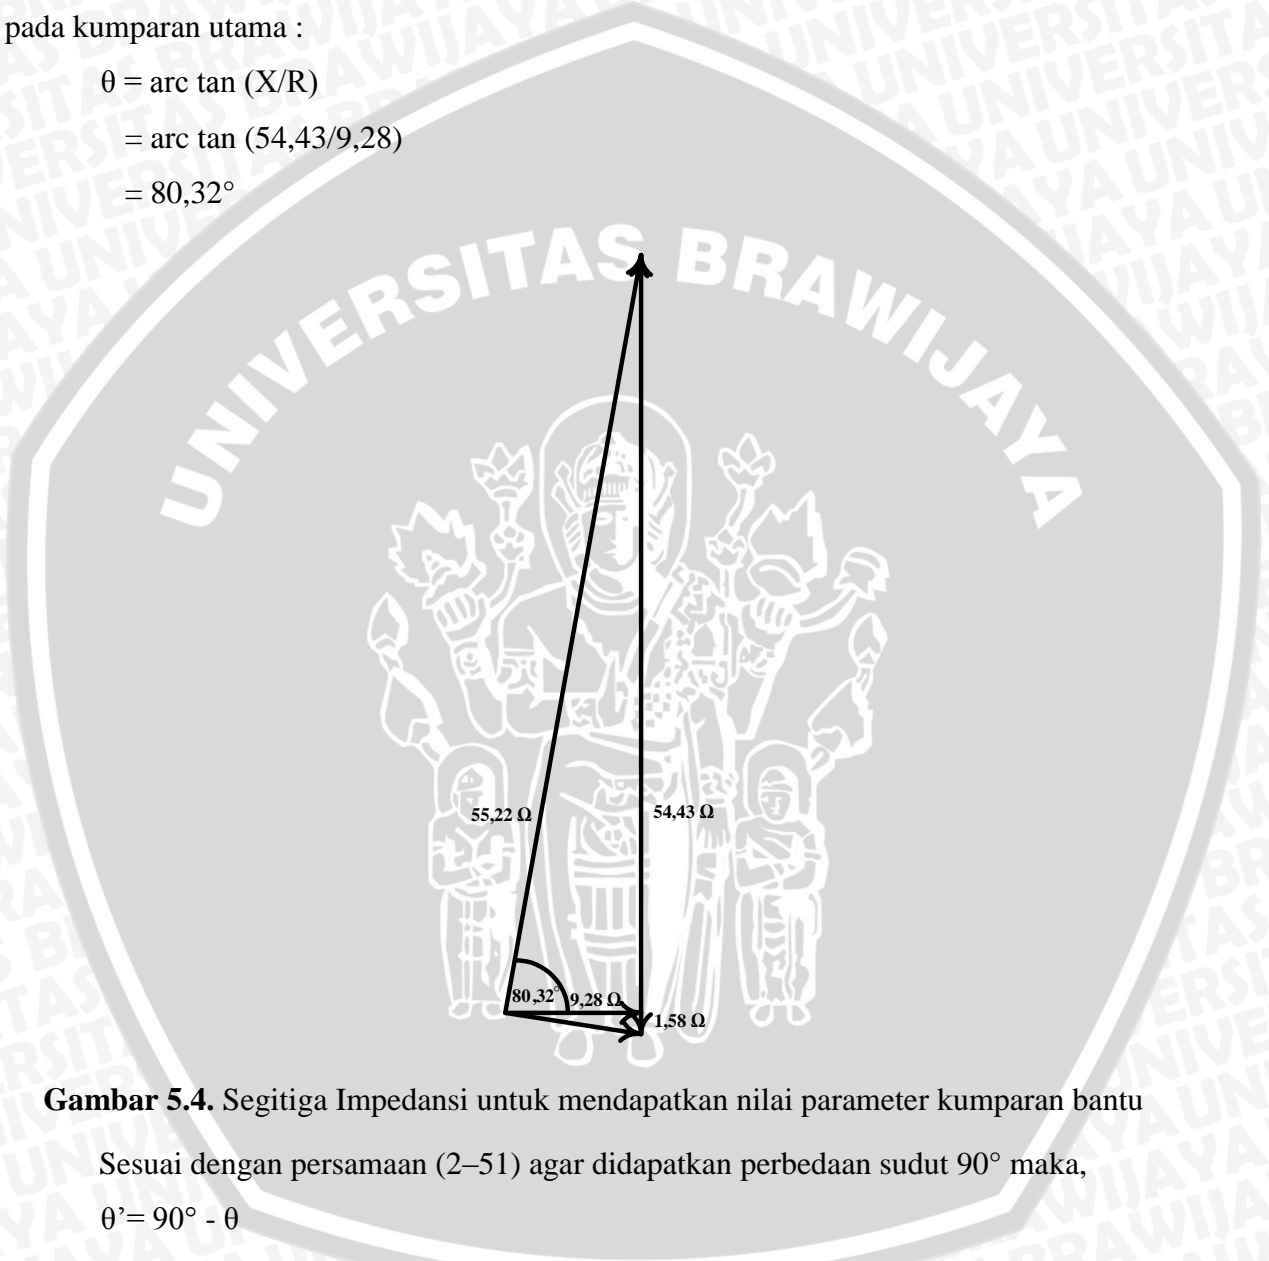 pada kumparan utama :
θ = arc tan (X/R)
= arc tan (54,43/9,28)
= 80,32°
UNIVERSITAS BRAWIJAYA
55,22 Ω
54,43 Ω
80,32°
9,28 Ω
1,58 Ω
Gambar 5.4. Segitiga Impedansi untuk mendapatkan nilai parameter kumparan bantu
Sesuai dengan persamaan (2–51) agar didapatkan perbedaan sudut 90° maka,
θ’= 90° - θ